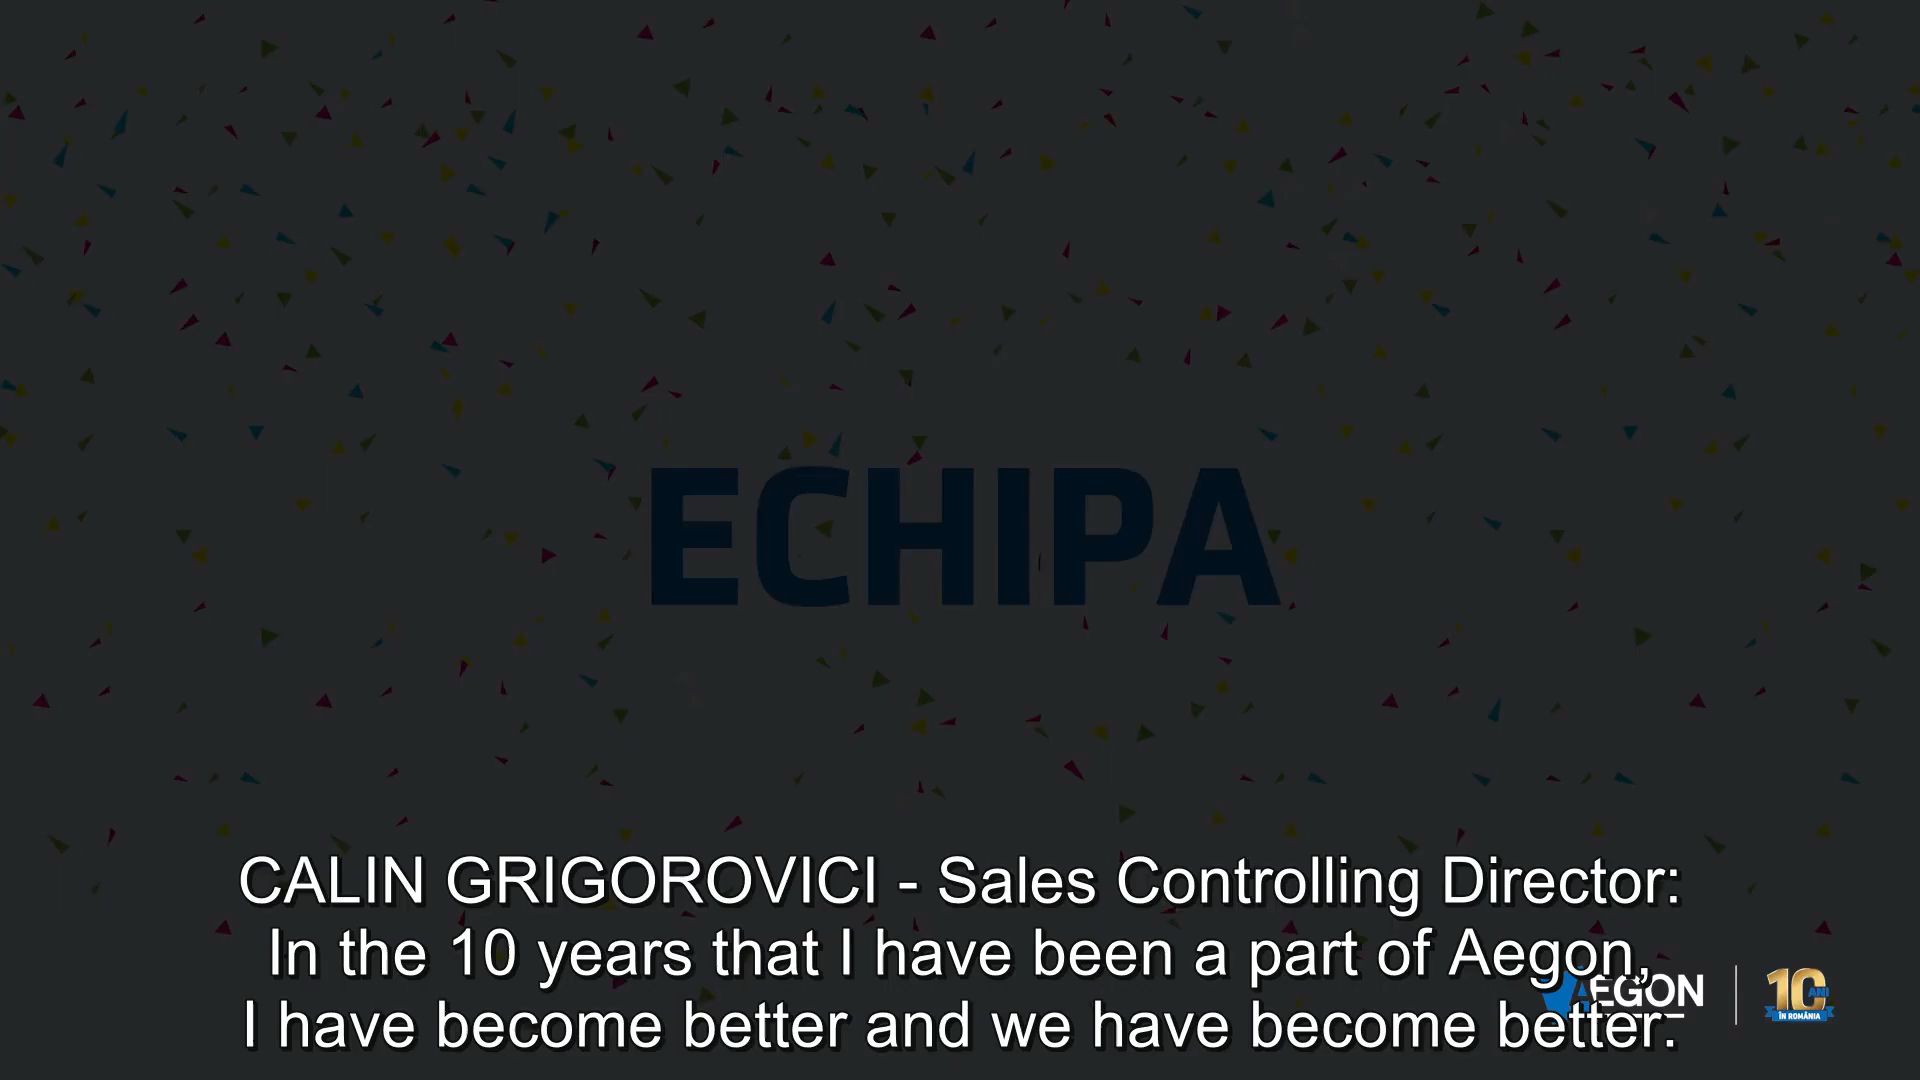 ECHIPA
CALIN GRIGOROVICI - Sales Controlling Director:
In the 10 years that I have been a part of Aegon,
I have become better and we have become better.
AEGON
10 ANI
ÎN ROMÂNIA